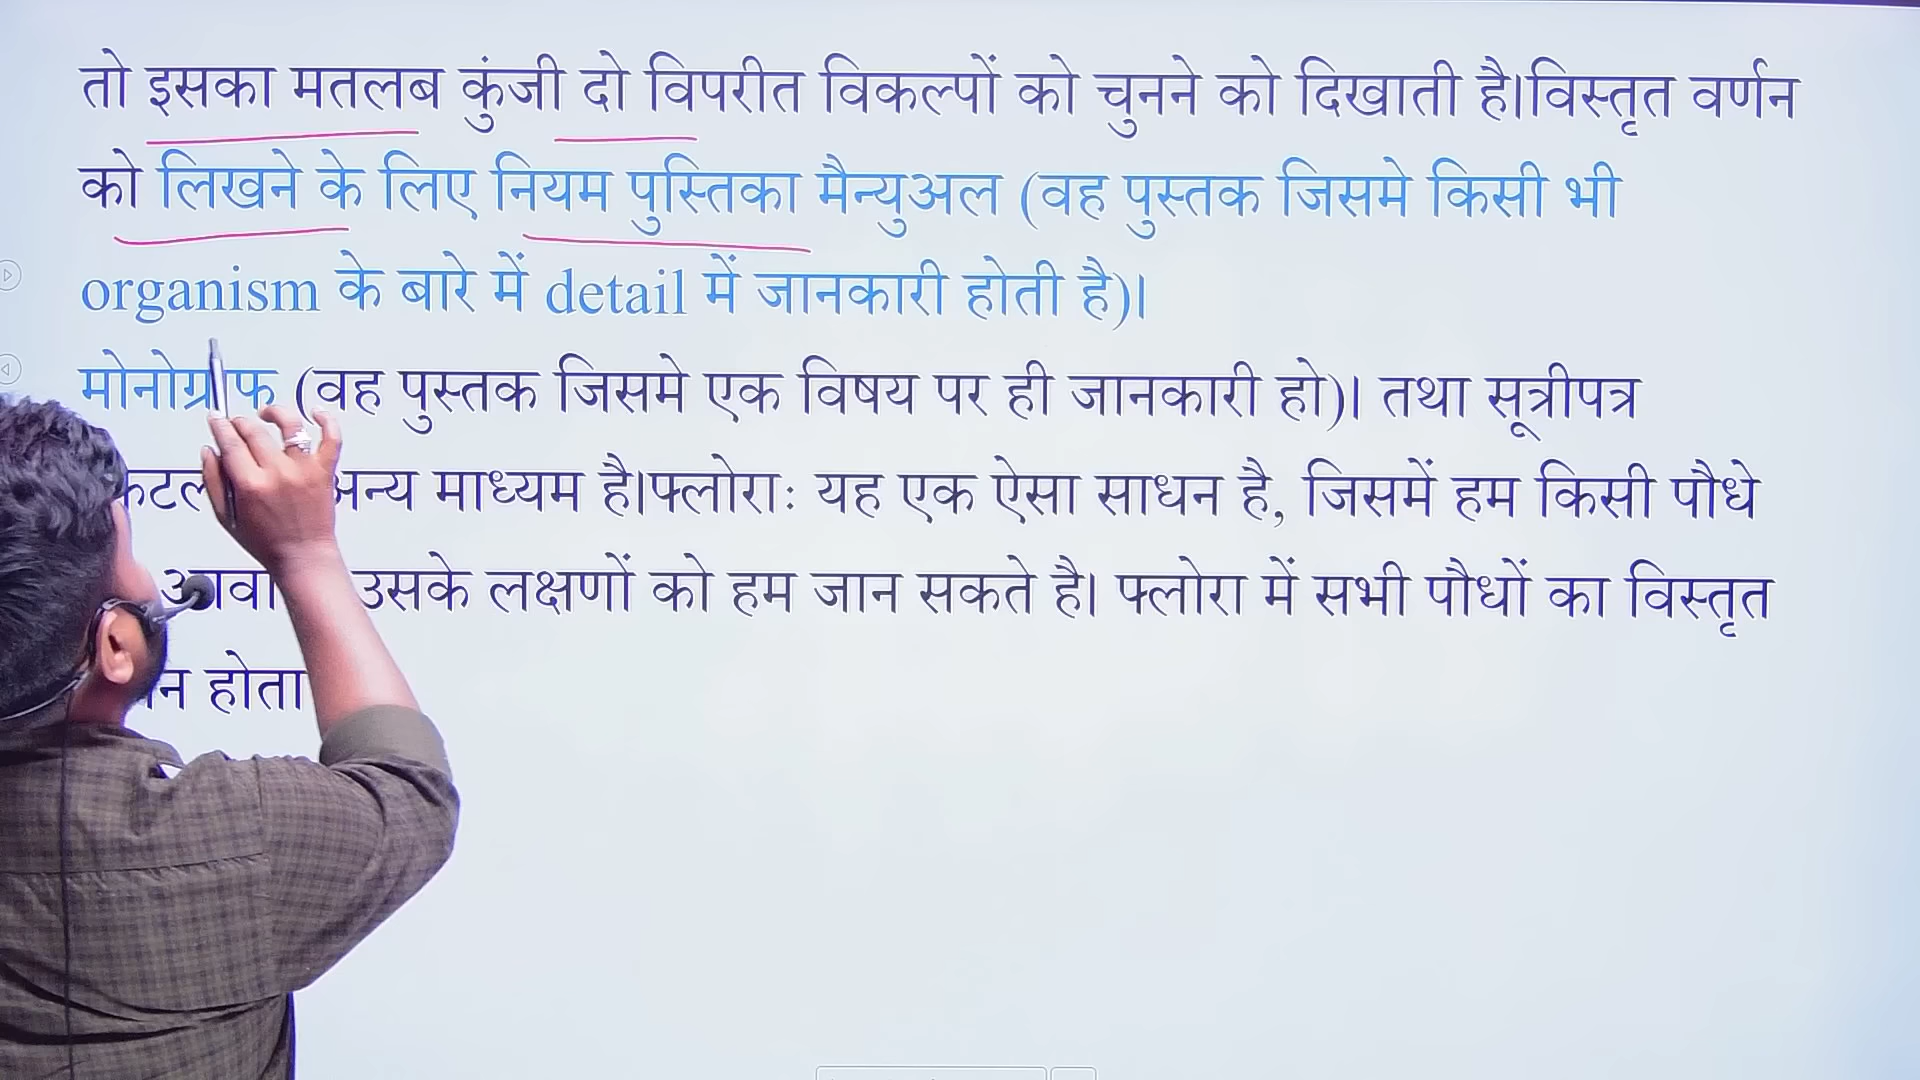 तो इसका मतलब कुंजी दो विपरीत विकल्पों को चुनने को दिखाती है।विस्तृत वर्णन
को लिखने के लिए नियम पुस्तिका मैन्युअल (वह पुस्तक जिसमे किसी भी
organism के बारे में detail में जानकारी होती है)।
मोनोग्राफ (वह पुस्तक जिसमे एक विषय पर ही जानकारी हो)। तथा सूत्रीपत्र
अन्य माध्यम है।फ्लोराः यह एक ऐसा साधन है, जिसमें हम किसी पौधे
उसके लक्षणों को हम जान सकते है। फ्लोरा में सभी पौधों का विस्तृत
होता